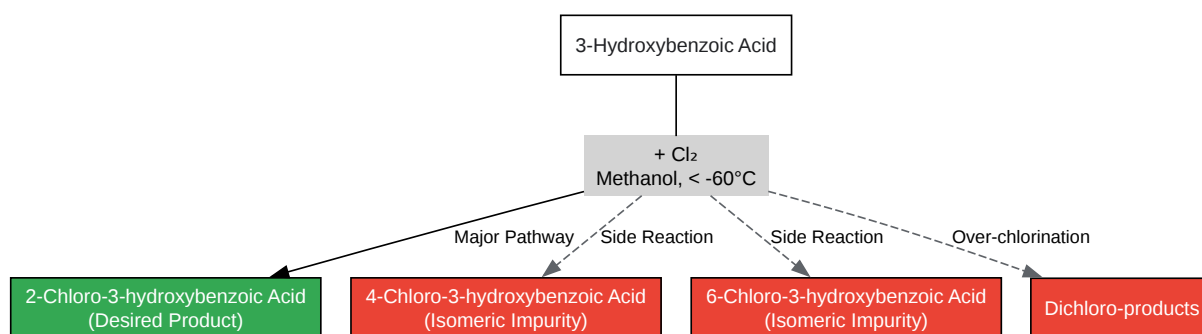 3-Hydroxybenzoic Acid
+ Cl₂
Methanol, < -60°C
Major Pathway
Side Reaction
Side Reaction
Over-chlorination
2-Chloro-3-hydroxybenzoic Acid
(Desired Product)
4-Chloro-3-hydroxybenzoic Acid
(Isomeric Impurity)
6-Chloro-3-hydroxybenzoic Acid
(Isomeric Impurity)
Dichloro-products